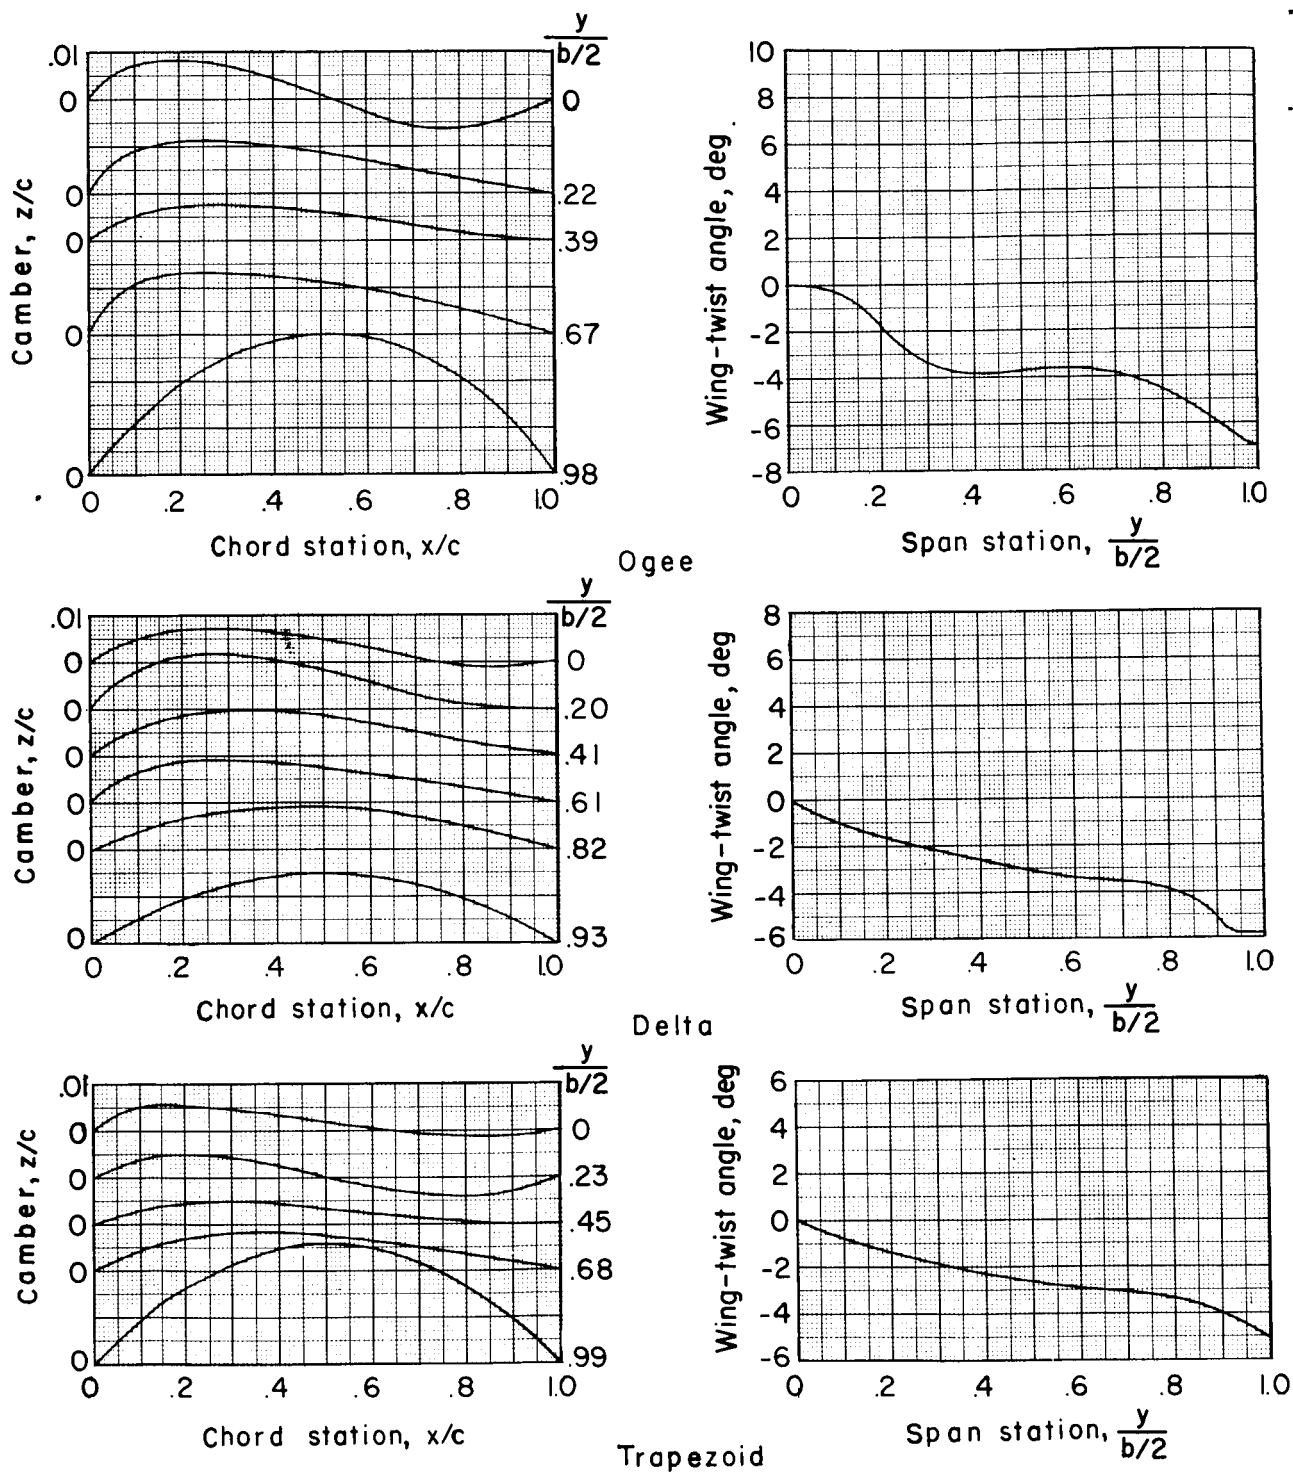 y
b/2
.01
0
0
0
0
0
0
.22
.39
.67
.98
Camber, z/c
0 .2 .4 .6 .8 1.0
Chord station, x/c
10
8
6
4
2
0
-2
-4
-6
-8
Wing-twist angle, deg
0 .2 .4 .6 .8 1.0
Span station, y
b/2
Ogee
y
b/2
.01
0
0
0
0
0
0
0
.20
.41
.61
.82
.93
Camber, z/c
0 .2 .4 .6 .8 1.0
Chord station, x/c
8
6
4
2
0
-2
-4
-6
Wing-twist angle, deg
0 .2 .4 .6 .8 1.0
Span station, y
b/2
Delta
y
b/2
.01
0
0
0
0
0
0
.23
.45
.68
.99
Camber, z/c
0 .2 .4 .6 .8 1.0
Chord station, x/c
6
4
2
0
-2
-4
-6
Wing-twist angle, deg
0 .2 .4 .6 .8 1.0
Span station, y
b/2
Trapezoid